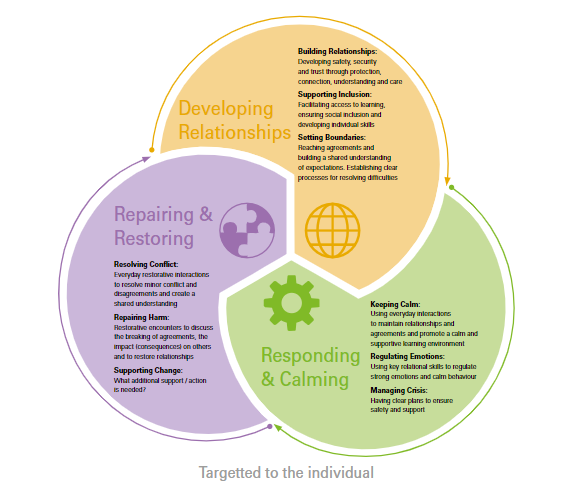 Developing
Relationships
Building Relationships:
Developing safety, security
and trust through protection,
connection, understanding and care
Supporting Inclusion:
Facilitating access to learning,
ensuring social inclusion and
developing individual skills
Setting Boundaries:
Reaching agreements and
building a shared understanding
of expectations. Establishing clear
processes for resolving difficulties
Repairing &
Restoring
Resolving Conflict:
Everyday restorative interactions
to resolve minor conflict and
disagreements and create a
shared understanding
Repairing Harm:
Restorative encounters to discuss
the breaking of agreements, the
impact (consequences) on others
and to restore relationships
Supporting Change:
What additional support / action
is needed?
Responding
& Calming
Keeping Calm:
Using everyday interactions
to maintain relationships and
agreements and promote a calm and
supportive learning environment
Regulating Emotions:
Using key relational skills to regulate
strong emotions and calm behaviour
Managing Crisis:
Having clear plans to ensure
safety and support
Targetted to the individual